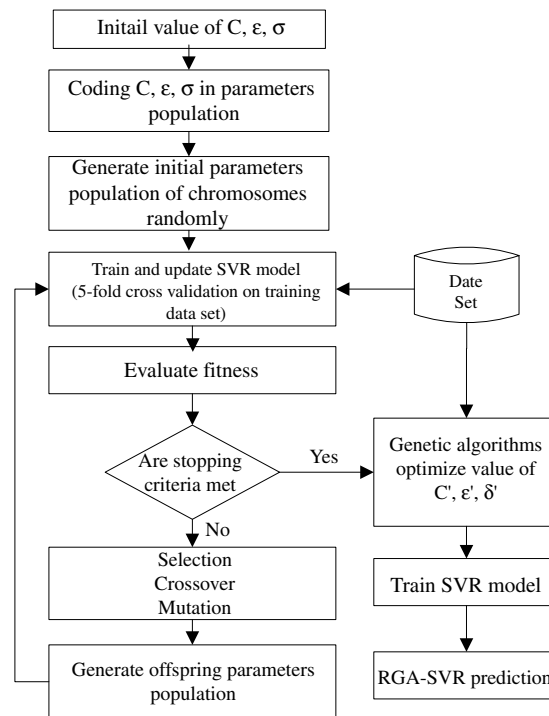 Initail value of C, ε, σ
Coding C, ε, σ in parameters
population
Generate initial parameters
population of chromosomes
randomly
Train and update SVR model
(5-fold cross validation on training
data set)
Date
Set
Evaluate fitness
Are stopping
criteria met
Yes
Genetic algorithms
optimize value of
C', ε', δ'
No
Selection
Crossover
Mutation
Train SVR model
Generate offspring parameters
population
RGA-SVR prediction